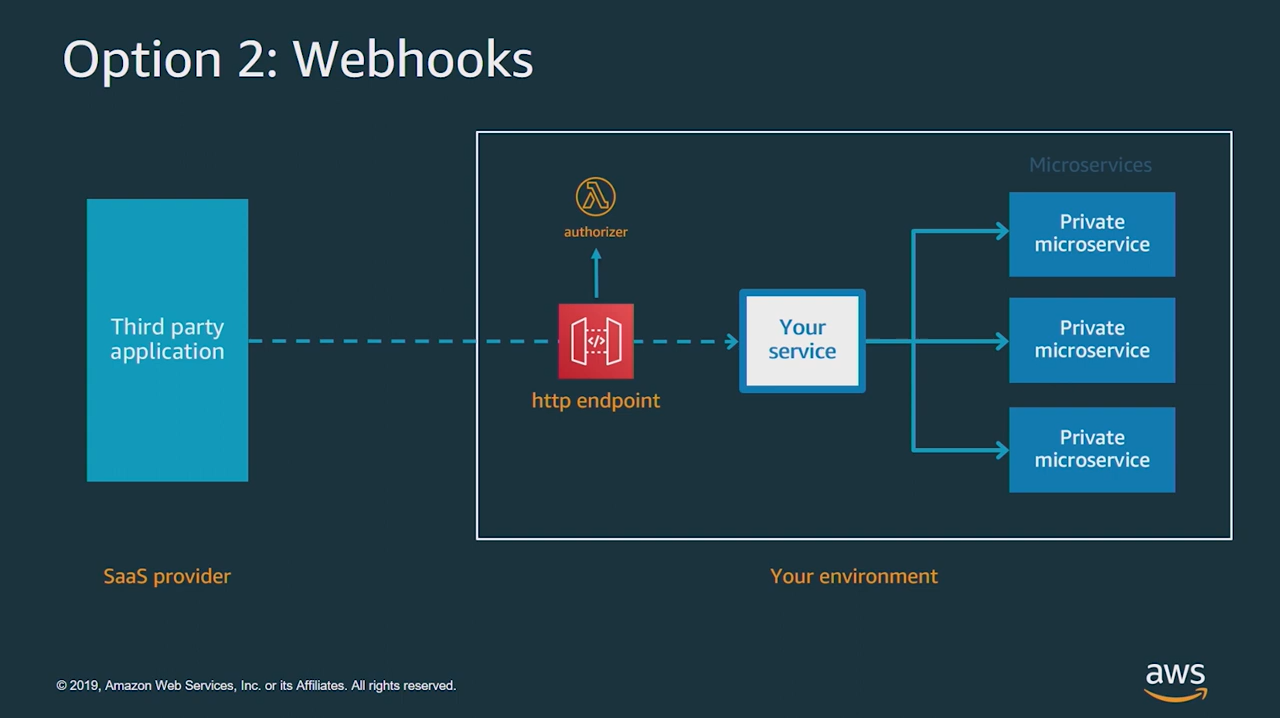 Option 2: Webhooks
Microservices
authorizer
Third party
application
http endpoint
Your
service
Private
microservice
Private
microservice
Private
microservice
SaaS provider
Your environment
© 2019, Amazon Web Services, Inc. or its Affiliates. All rights reserved.
aws